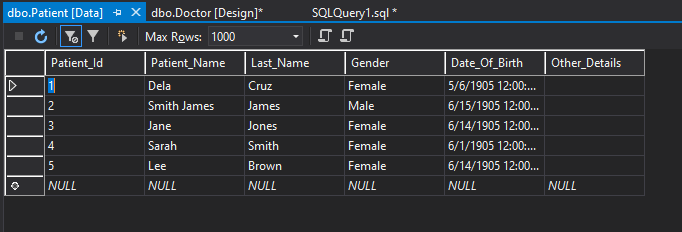 dbo.Patient [Data] dbo.Doctor [Design]* SQLQuery1.sql *
Max Rows: 1000
Patient_Id Patient_Name Last_Name Gender Date_Of_Birth Other_Details
1 Dela Cruz Female 5/6/1905 12:00:...
2 Smith James James Male 6/15/1905 12:00...
3 Jane Jones Female 6/14/1905 12:00...
4 Sarah Smith Female 6/1/1905 12:00:...
5 Lee Brown Female 6/14/1905 12:00...
NULL NULL NULL NULL NULL NULL